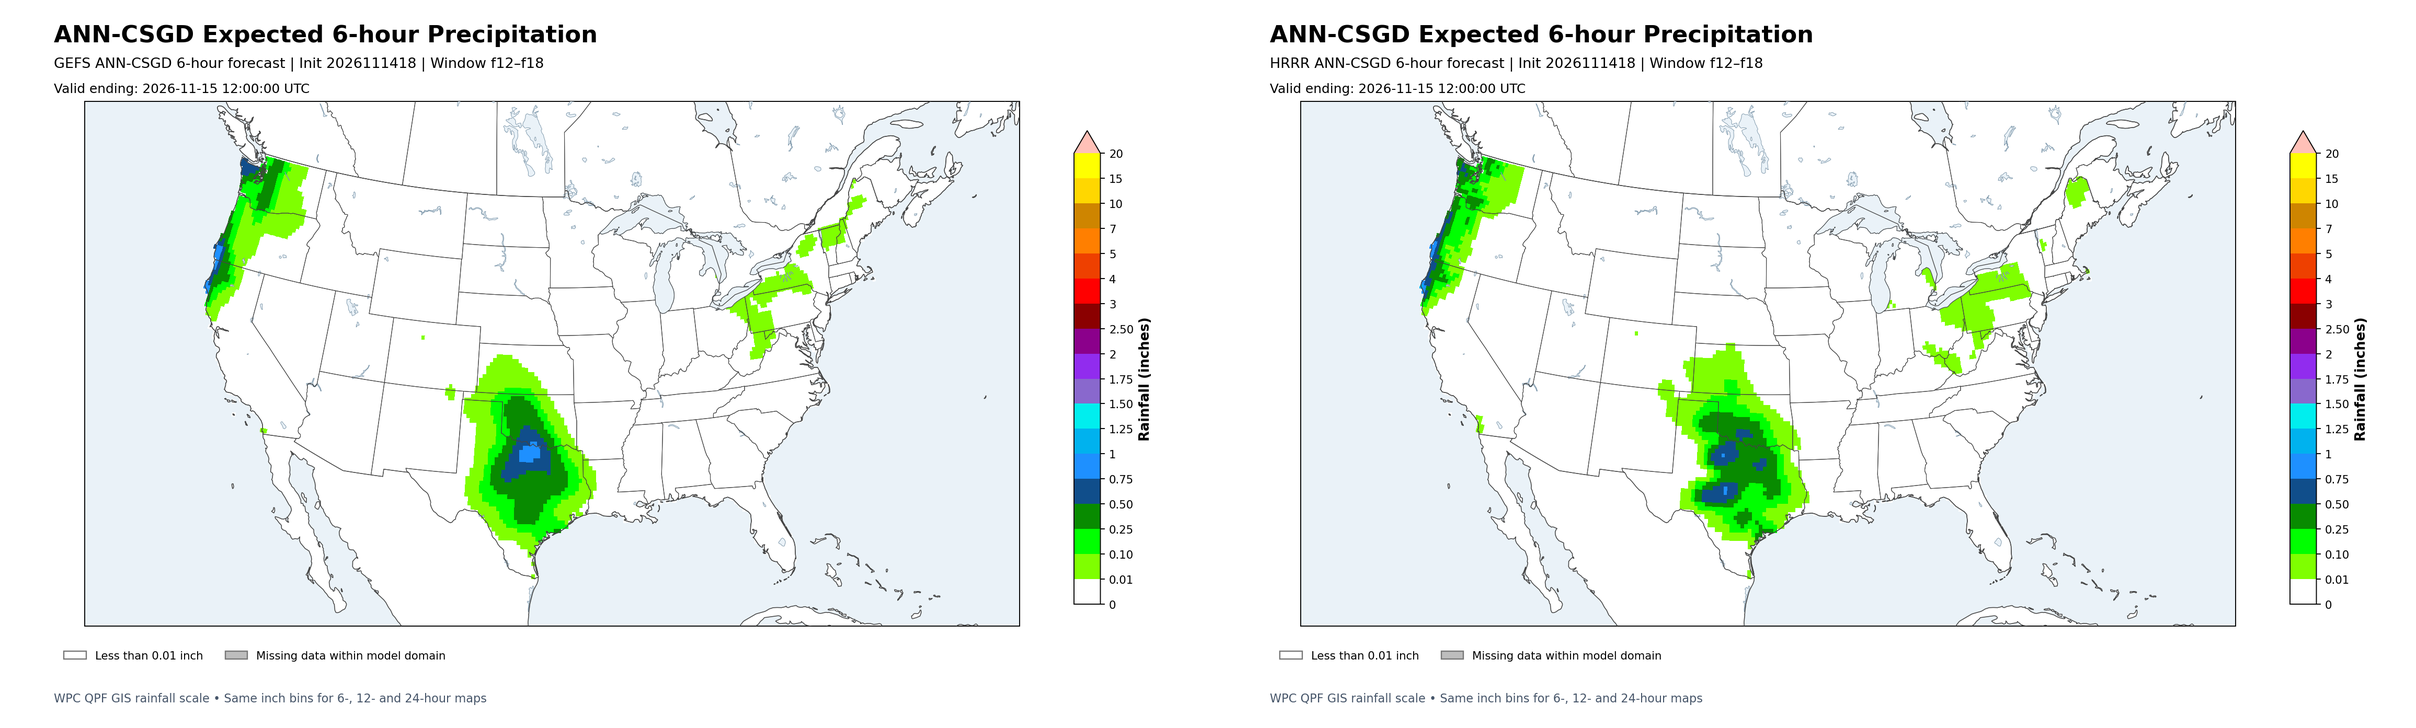 ANN-CSGD Expected 6-hour Precipitation
GEFS ANN-CSGD 6-hour forecast | Init 2026111418 | Window f12–f18
Valid ending: 2026-11-15 12:00:00 UTC
20
15
10
7
5
4
3
2.50
2
1.75
1.50
1.25
1
0.75
0.50
0.25
0.10
0.01
0
Rainfall (inches)
Less than 0.01 inch
Missing data within model domain
WPC QPF GIS rainfall scale • Same inch bins for 6-, 12- and 24-hour maps
ANN-CSGD Expected 6-hour Precipitation
HRRR ANN-CSGD 6-hour forecast | Init 2026111418 | Window f12–f18
Valid ending: 2026-11-15 12:00:00 UTC
20
15
10
7
5
4
3
2.50
2
1.75
1.50
1.25
1
0.75
0.50
0.25
0.10
0.01
0
Rainfall (inches)
Less than 0.01 inch
Missing data within model domain
WPC QPF GIS rainfall scale • Same inch bins for 6-, 12- and 24-hour maps